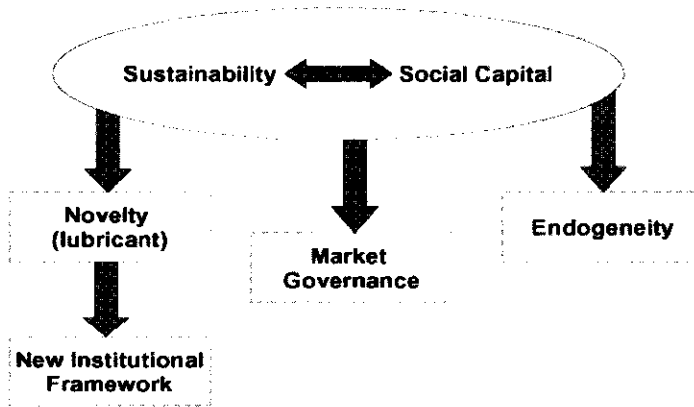 Sustainability
Social Capital
Novelty
(lubricant)
Market
Governance
Endogeneity
New Institutional
Framework